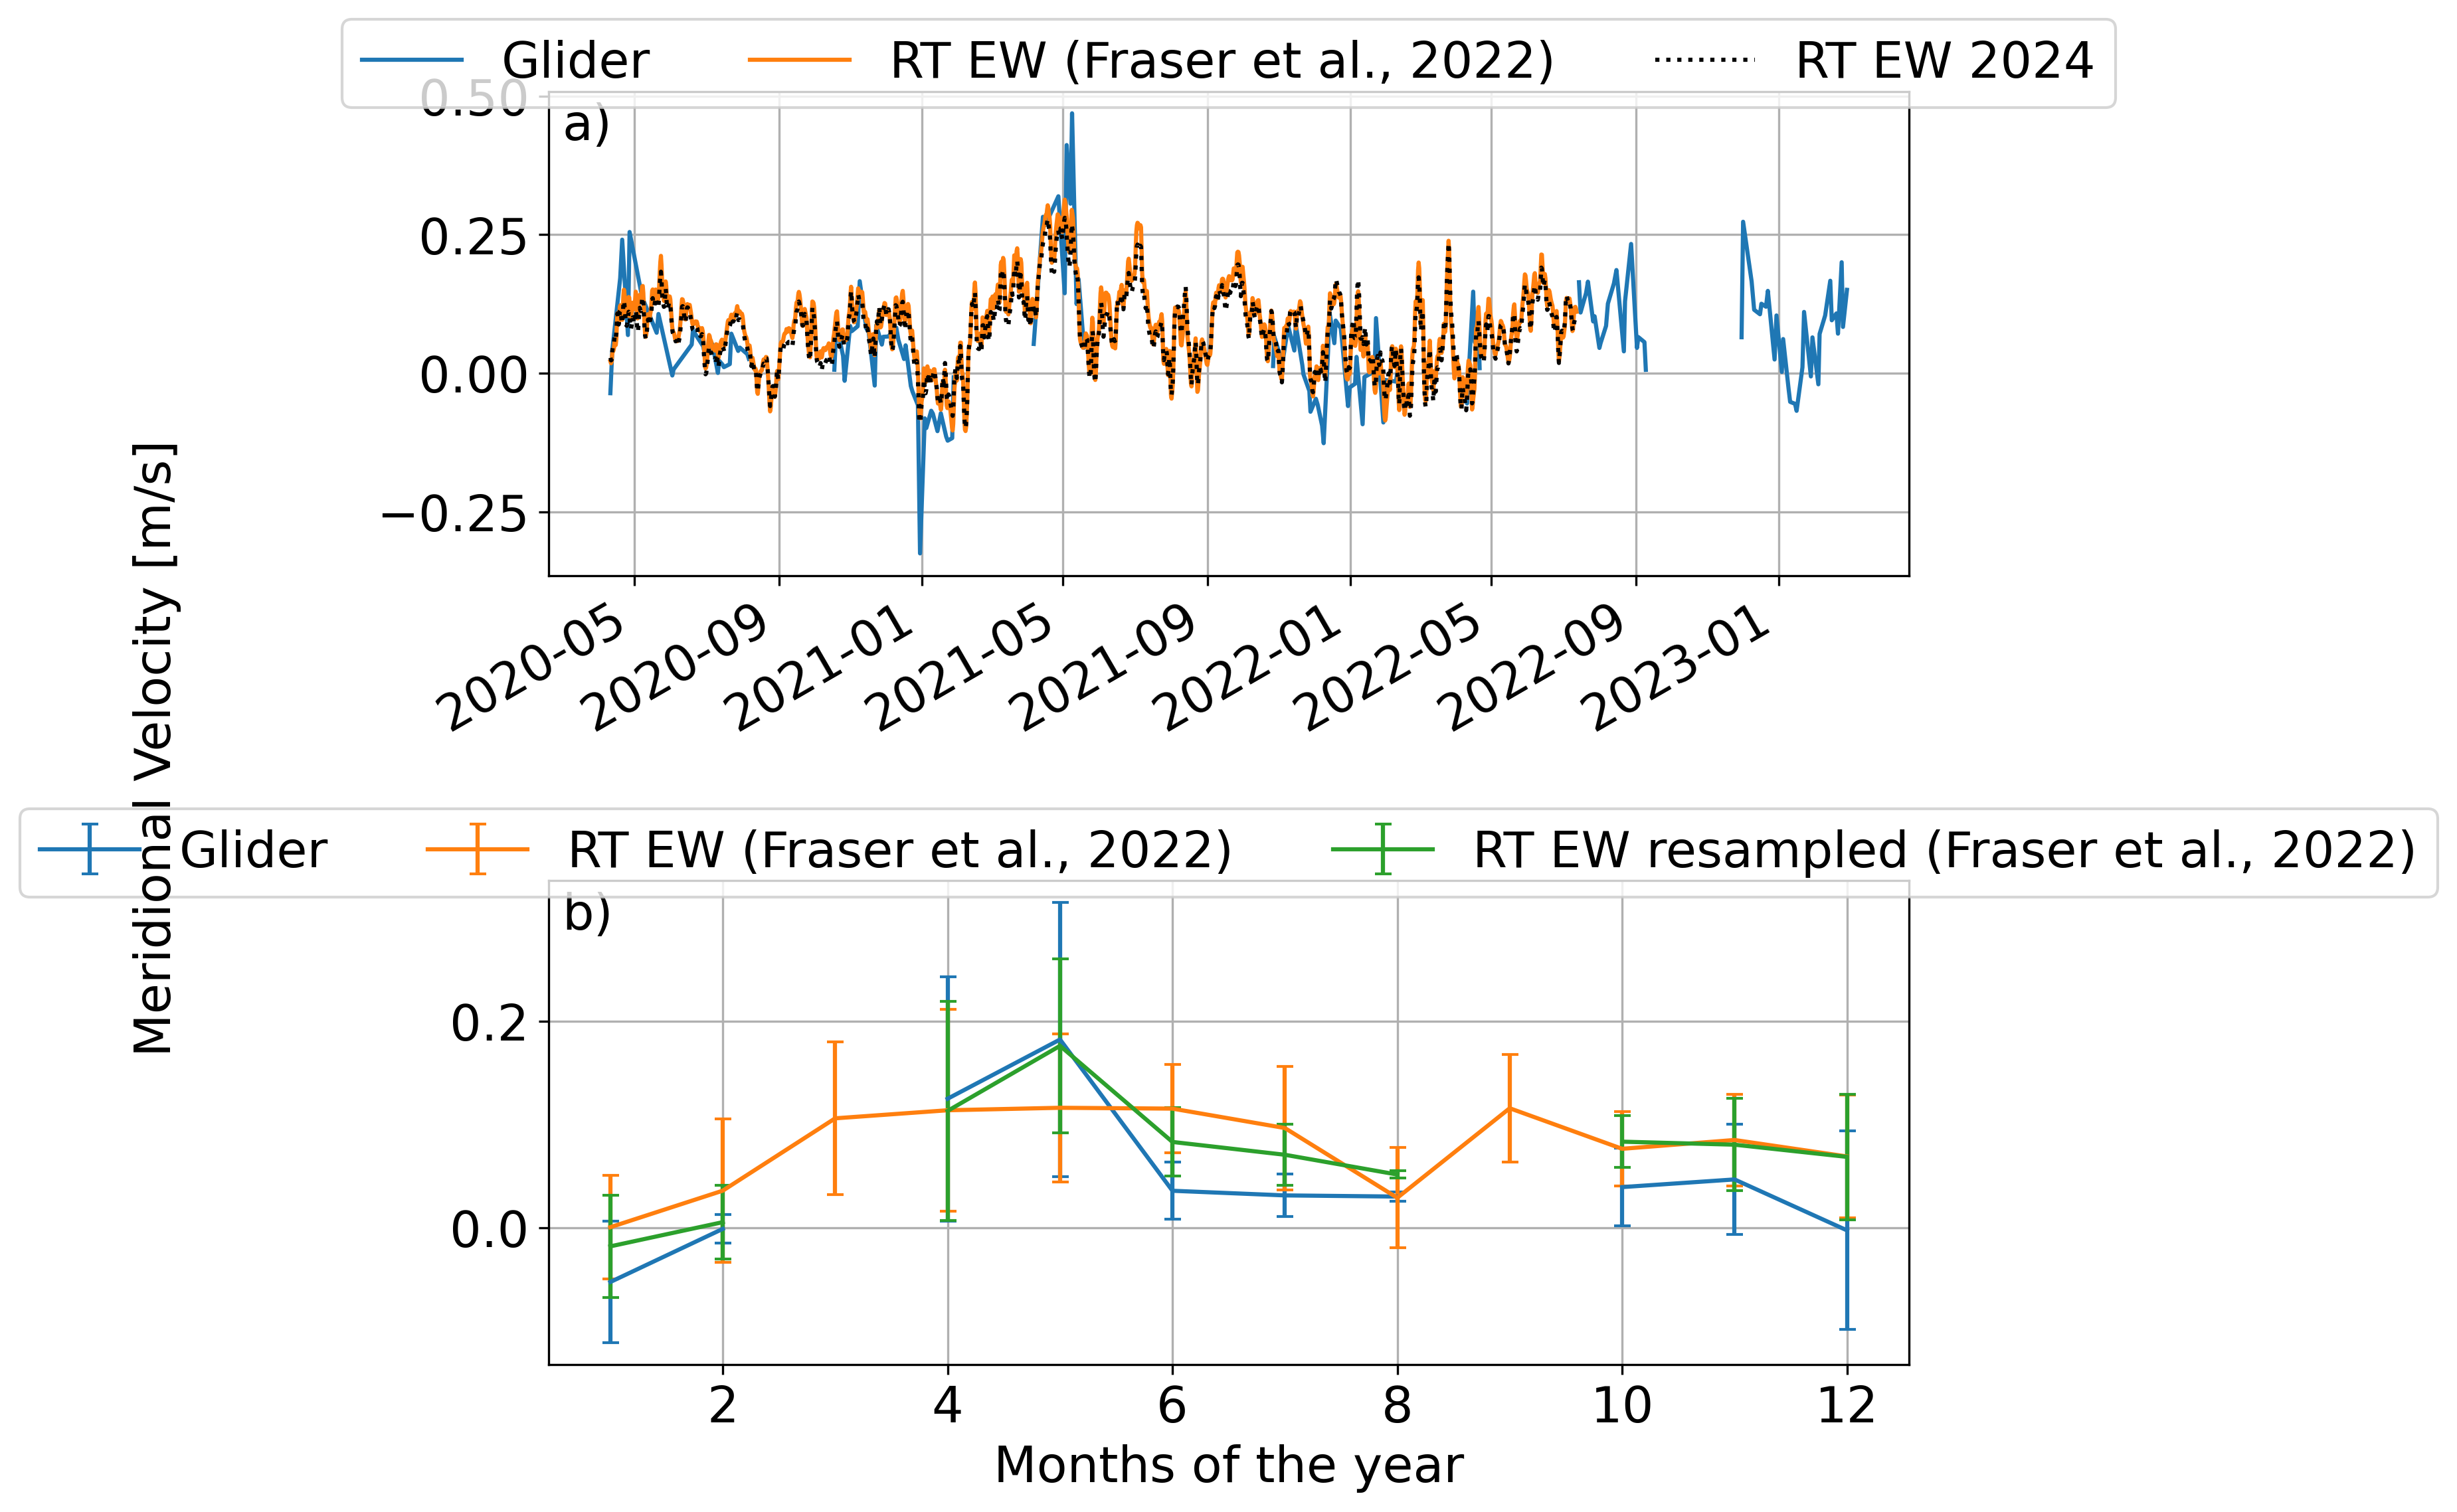 Glider RT EW (Fraser et al., 2022) RT EW 2024
a)
0.50
0.25
0.00
−0.25
2020-05 2020-09 2021-01 2021-05 2021-09 2022-01 2022-05 2022-09 2023-01
Meridional Velocity [m/s]
Glider RT EW (Fraser et al., 2022) RT EW resampled (Fraser et al., 2022)
b)
0.2
0.0
2 4 6 8 10 12
Months of the year